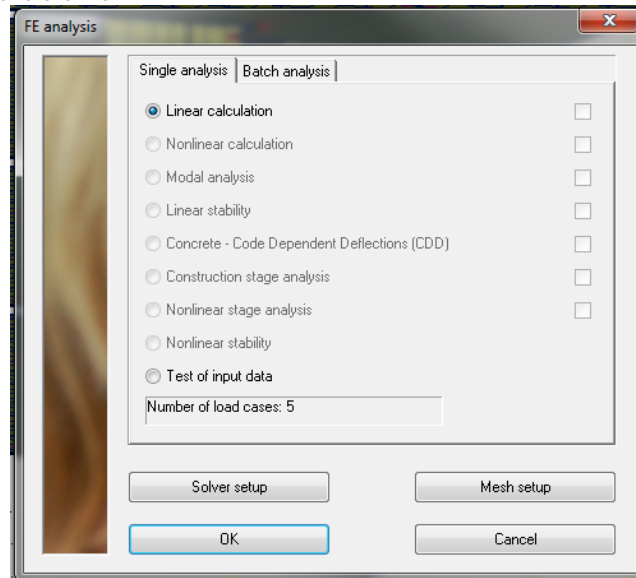 FE analysis
Single analysis Batch analysis
Linear calculation
Nonlinear calculation
Modal analysis
Linear stability
Concrete - Code Dependent Deflections (CDD)
Construction stage analysis
Nonlinear stage analysis
Nonlinear stability
Test of input data
Number of load cases: 5
Solver setup Mesh setup
OK Cancel